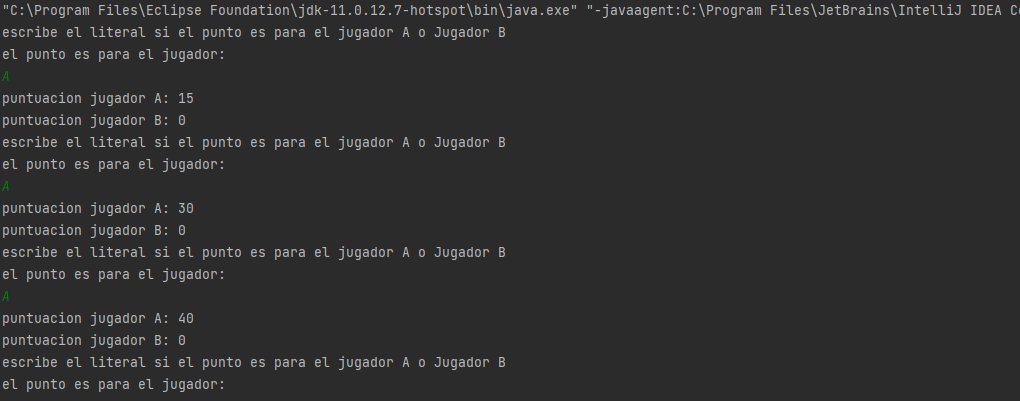 "C:\Program Files\Eclipse Foundation\jdk-11.0.12.7-hotspot\bin\java.exe" "-javaagent:C:\Program Files\JetBrains\IntelliJ IDEA
escribe el literal si el punto es para el jugador A o Jugador B
el punto es para el jugador:
A
puntuacion jugador A: 15
puntuacion jugador B: 0
escribe el literal si el punto es para el jugador A o Jugador B
el punto es para el jugador:
A
puntuacion jugador A: 30
puntuacion jugador B: 0
escribe el literal si el punto es para el jugador A o Jugador B
el punto es para el jugador:
A
puntuacion jugador A: 40
puntuacion jugador B: 0
escribe el literal si el punto es para el jugador A o Jugador B
el punto es para el jugador: